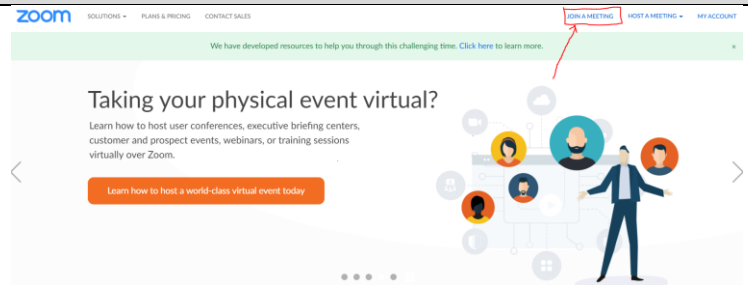 zoom SOLUTIONS PLANS & PRICING CONTACT SALES JOIN A MEETING HOST A MEETING MY ACCOUNT
We have developed resources to help you through this challenging time. Click here to learn more. ×
Taking your physical event virtual?
Learn how to host user conferences, executive briefing centers,
customer and prospect events, webinars, or training sessions
virtually over Zoom.
Learn how to host a world-class virtual event today